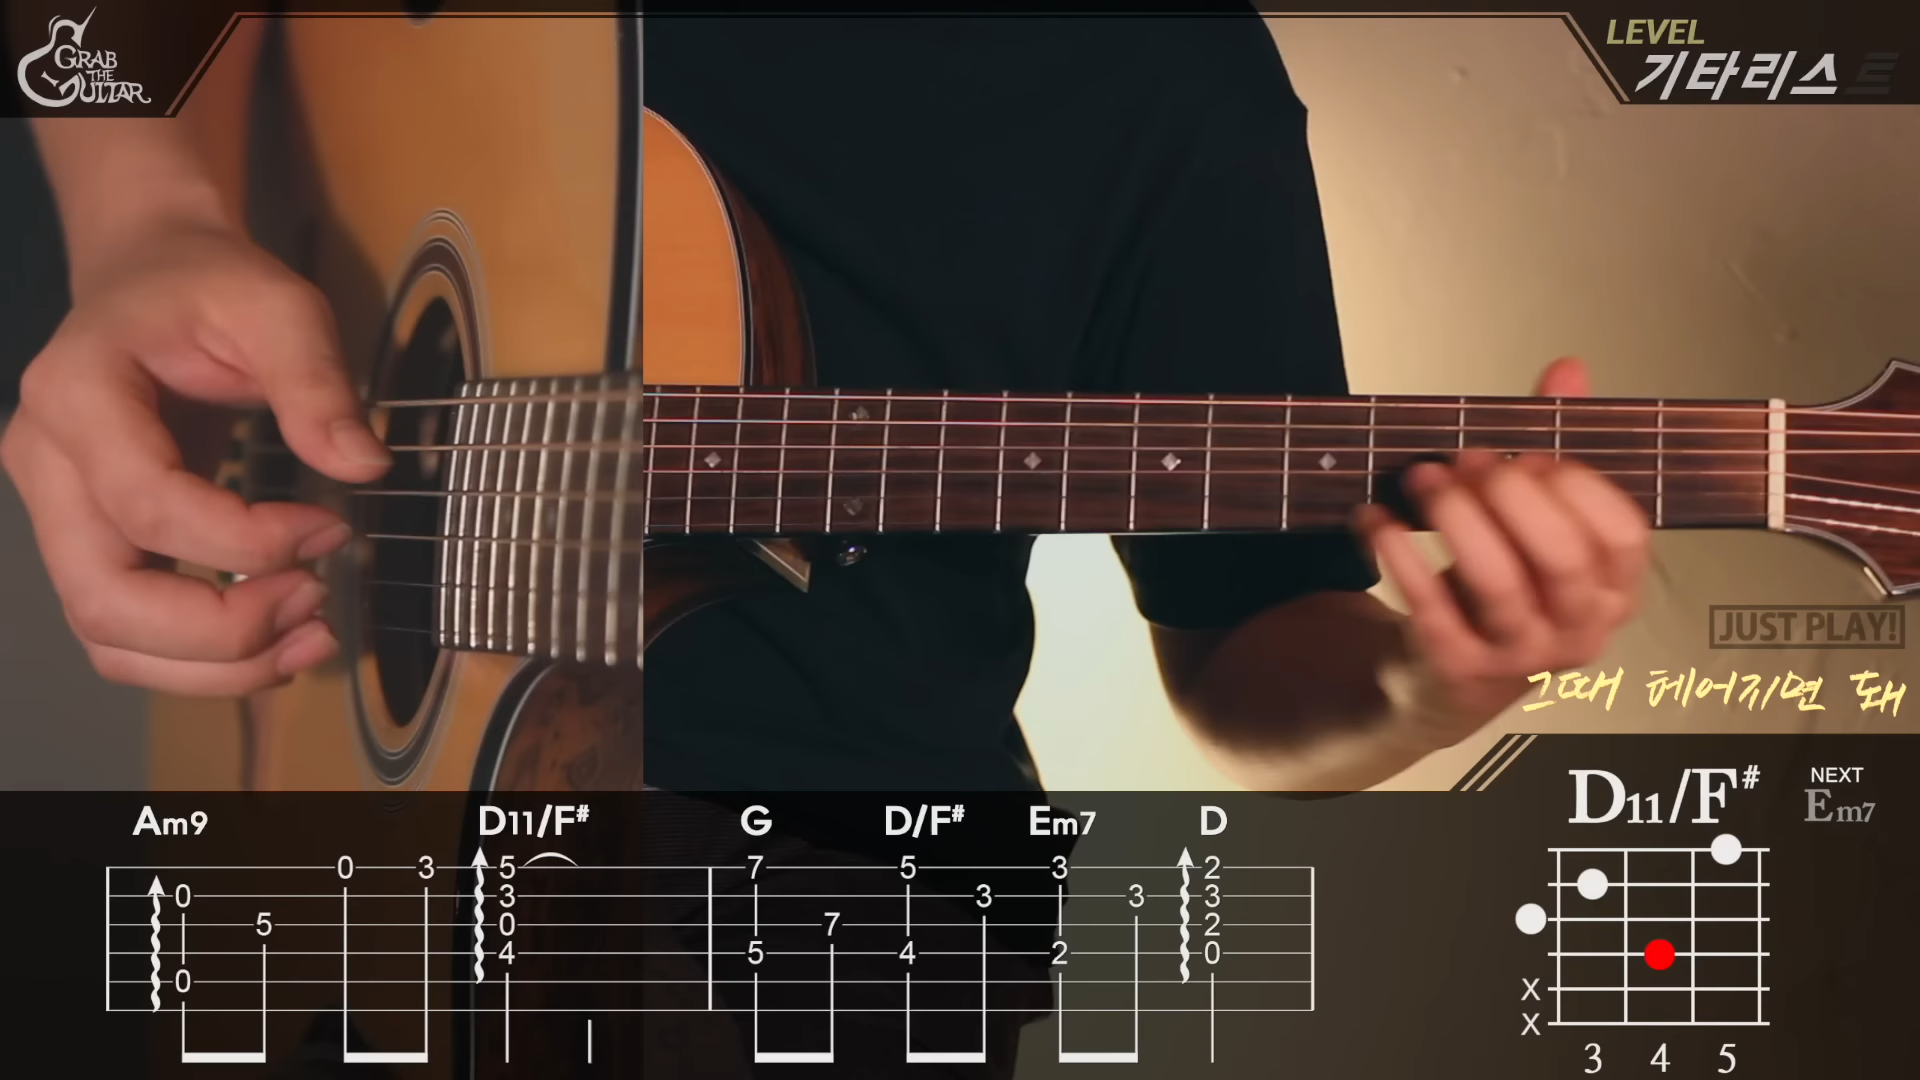 GRAB
THE
GUITAR
LEVEL
기타리스트
JUST PLAY!
그때 헤어지면 돼
Am9 D11/F# G D/F# Em7 D
0 3 5 7 5 3 2
0 3 3 3 3
5 0 7 2
4 5 4 2 0
0
D11/F#
NEXT
Em7
X
X
3 4 5